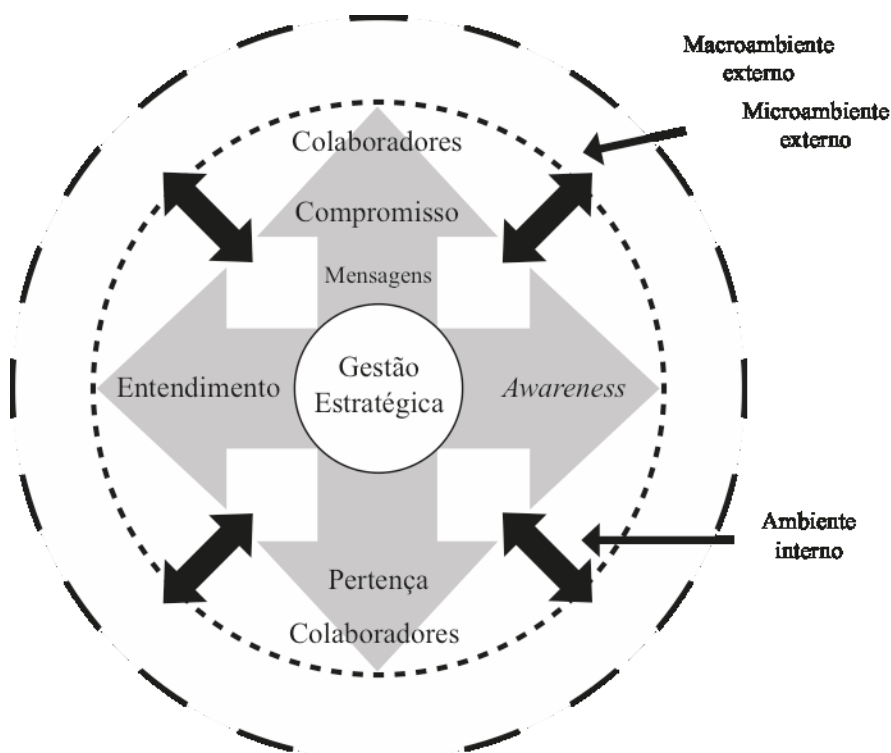 Macroambiente
externo
Microambiente
externo
Colaboradores
Compromisso
Mensagens
Entendimento
Gestão
Estratégica
Awareness
Ambiente
interno
Pertença
Colaboradores